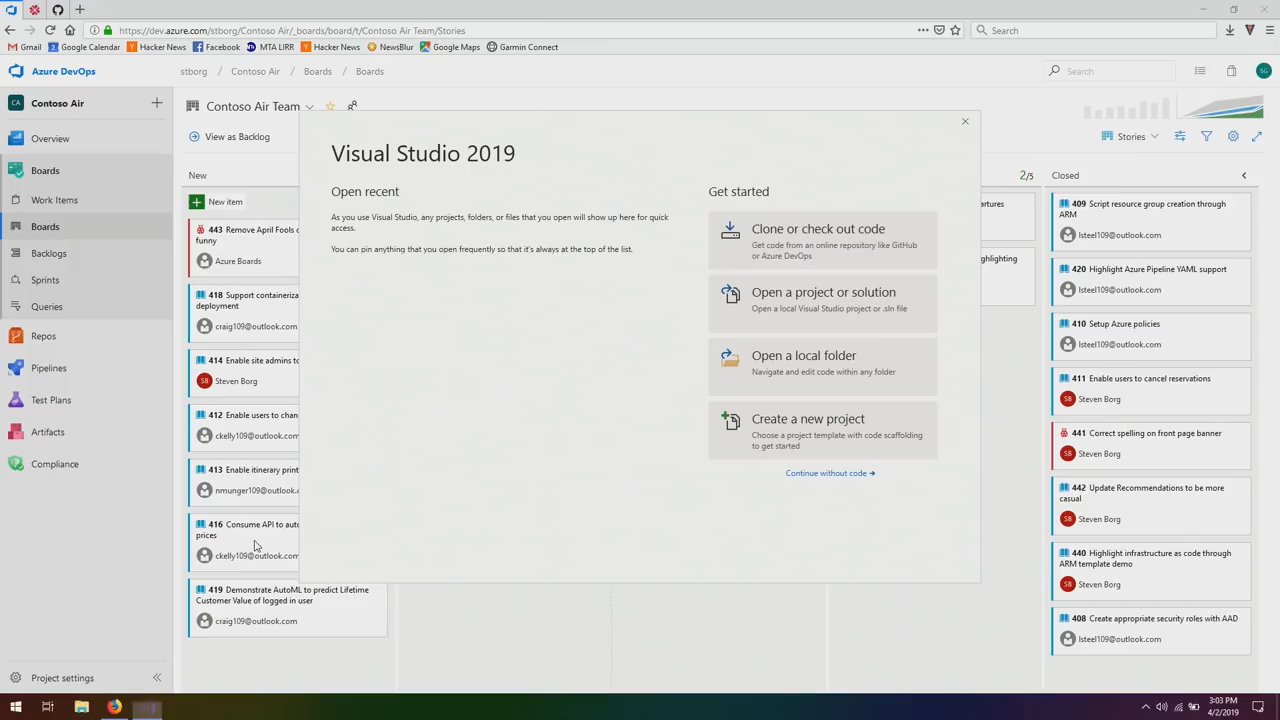 https://dev.azure.com/stborg/Contoso Air/_boards/board/t/Contoso Air Team/Stories
Search
Gmail
Google Calendar
Hacker News
Facebook
MTA LIRR
Hacker News
NewsBlur
Google Maps
Garmin Connect
Azure DevOps
stborg / Contoso Air / Boards / Boards
Search
SG
CA
Contoso Air
Contoso Air Team
Overview
Boards
Work Items
Boards
Backlogs
Sprints
Queries
Repos
Pipelines
Test Plans
Artifacts
Compliance
Project settings
View as Backlog
Stories
New
New item
443 Remove April Fools
funny
Azure Boards
418 Support
deployment
craig109@outlook.com
414 Enable site admins
SB
Steven Borg
412 Enable users to
ckelly109@outlook.com
413 Enable itinerary
nmunger109@outlook.
416 Consume API to
prices
ckelly109@outlook.com
419 Demonstrate AutoML to predict Lifetime
Customer Value of logged in user
craig109@outlook.com
Visual Studio 2019
Open recent
As you use Visual Studio, any projects, folders, or files that you open will show up here for quick
access.
You can pin anything that you open frequently so that it's always at the top of the list.
Get started
Clone or check out code
Get code from an online repository like GitHub
or Azure DevOps
Open a project or solution
Open a local Visual Studio project or .sln file
Open a local folder
Navigate and edit code within any folder
Create a new project
Choose a project template with code scaffolding
to get started
Continue without code
2/5
Closed
409 Script resource group creation through
ARM
lsteel109@outlook.com
420 Highlight Azure Pipeline YAML support
lsteel109@outlook.com
410 Setup Azure policies
lsteel109@outlook.com
411 Enable users to cancel reservations
SB
Steven Borg
441 Correct spelling on front page banner
SB
Steven Borg
442 Update Recommendations to be more
casual
SB
Steven Borg
440 Highlight infrastructure as code through
ARM template demo
SB
Steven Borg
408 Create appropriate security roles with AAD
lsteel109@outlook.com
3:03 PM
4/2/2019